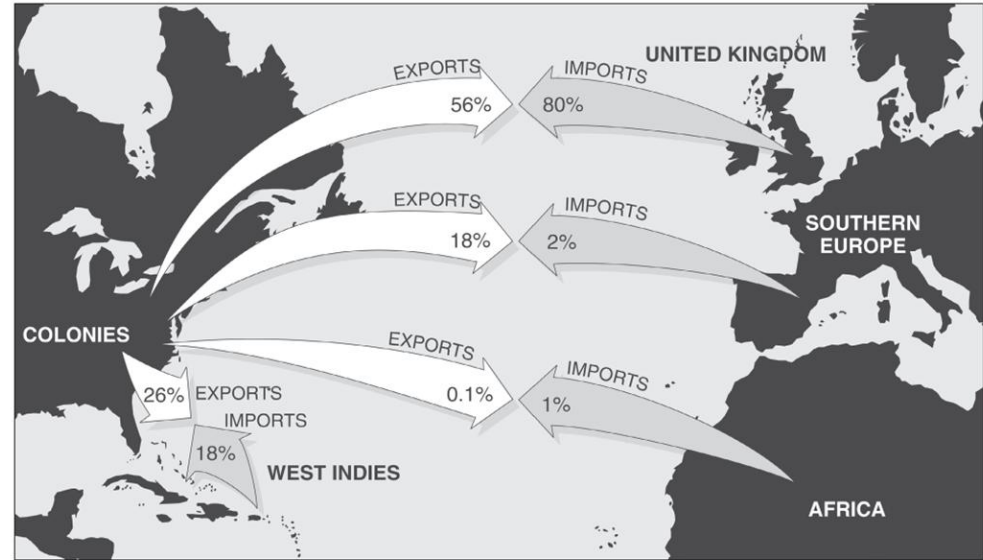 UNITED KINGDOM
EXPORTS
IMPORTS
56%
80%
EXPORTS
IMPORTS
18%
2%
SOUTHERN
EUROPE
COLONIES
EXPORTS
IMPORTS
0.1%
1%
26%
EXPORTS
IMPORTS
18%
WEST INDIES
AFRICA